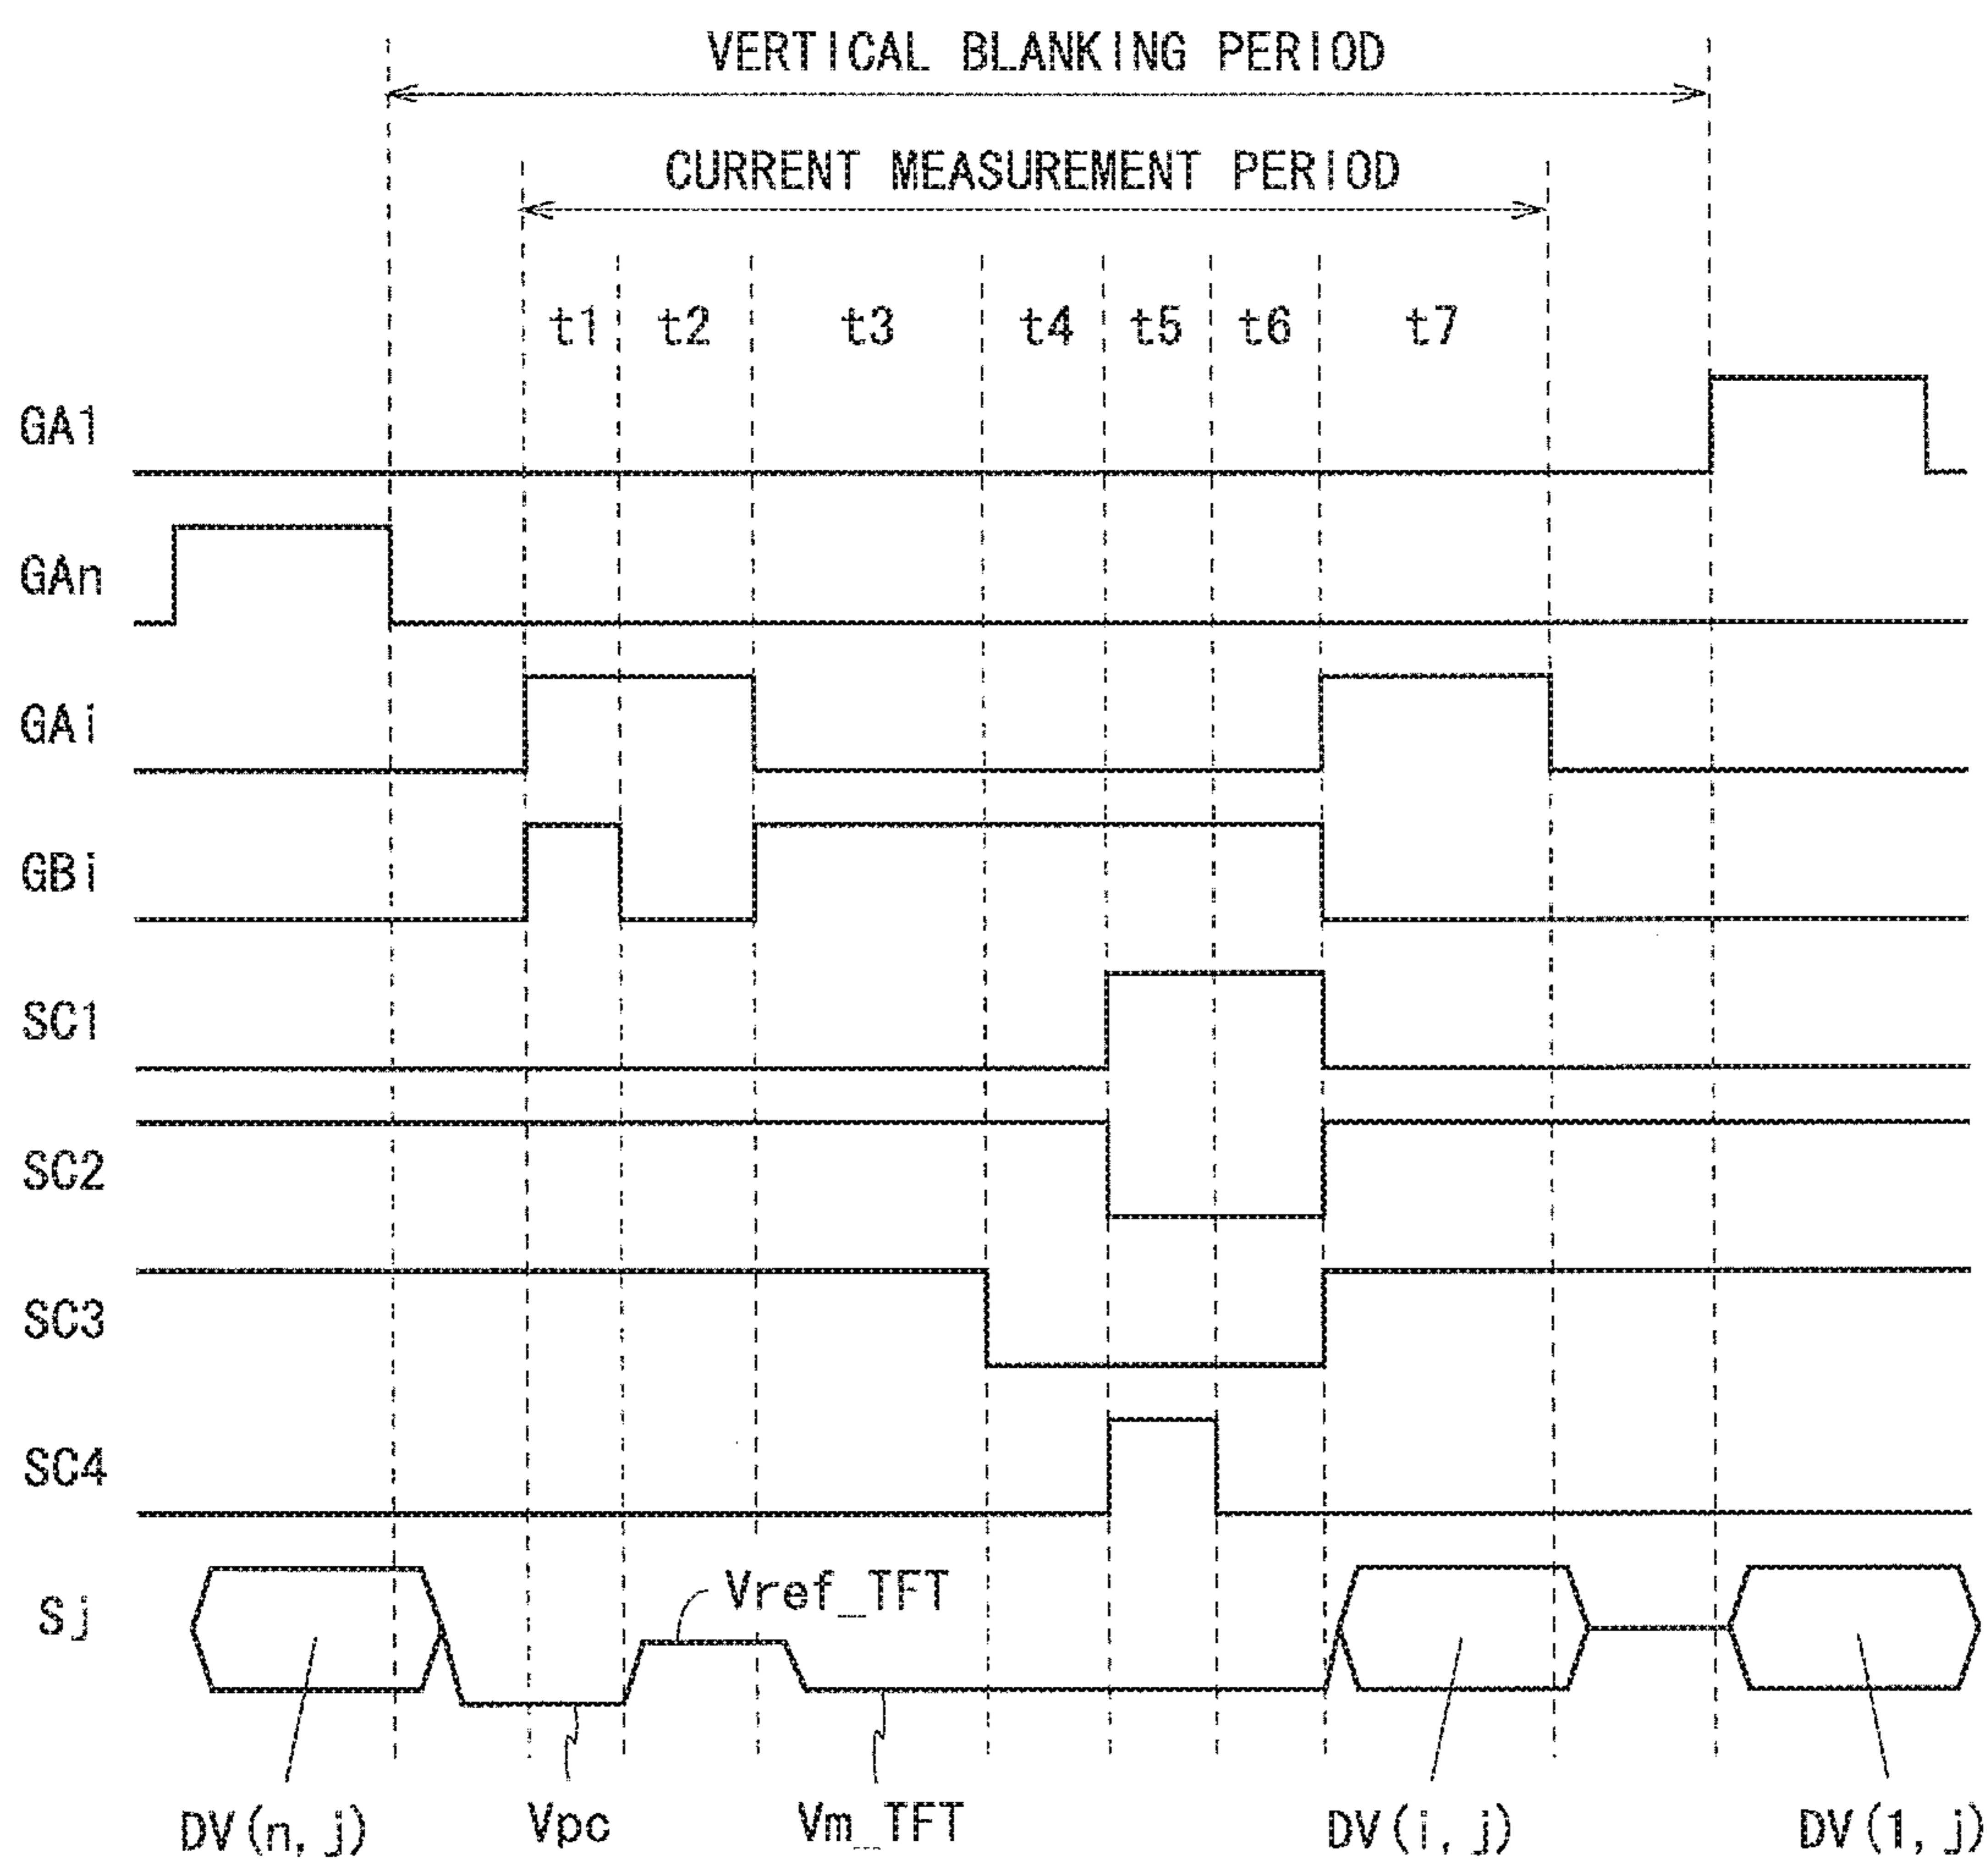 VERTICAL BLANKING PERIOD
CURRENT MEASUREMENT PERIOD
t1 t2 t3 t4 t5 t6 t7
GA1
GAn
GAi
GBi
SC1
SC2
SC3
SC4
Sj
Vref_TFT
DV(n, j) Vpc Vm_TFT DV(i, j) DV(1, j)